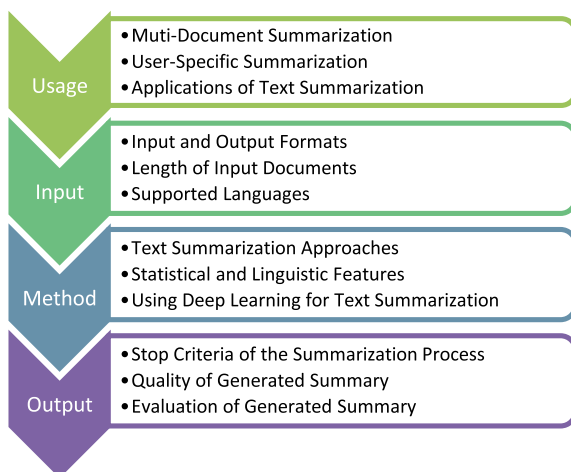 Usage
•Muti-Document Summarization
•User-Specific Summarization
•Applications of Text Summarization
Input
•Input and Output Formats
•Length of Input Documents
•Supported Languages
Method
•Text Summarization Approaches
•Statistical and Linguistic Features
•Using Deep Learning for Text Summarization
Output
•Stop Criteria of the Summarization Process
•Quality of Generated Summary
•Evaluation of Generated Summary